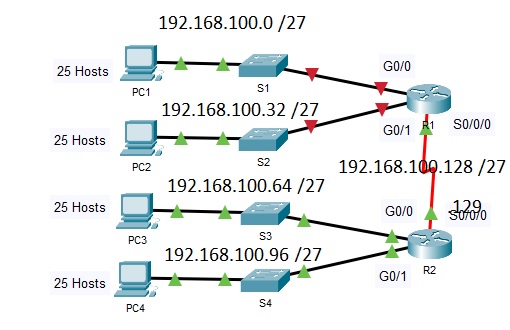 192.168.100.0 /27
25 Hosts
PC1
S1
G0/0
R1
192.168.100.32 /27
25 Hosts
PC2
S2
G0/1
S0/0/0
192.168.100.128 /27
192.168.100.64 /27
25 Hosts
PC3
S3
G0/0
129
S0/0/0
192.168.100.96 /27
25 Hosts
PC4
S4
G0/1
R2